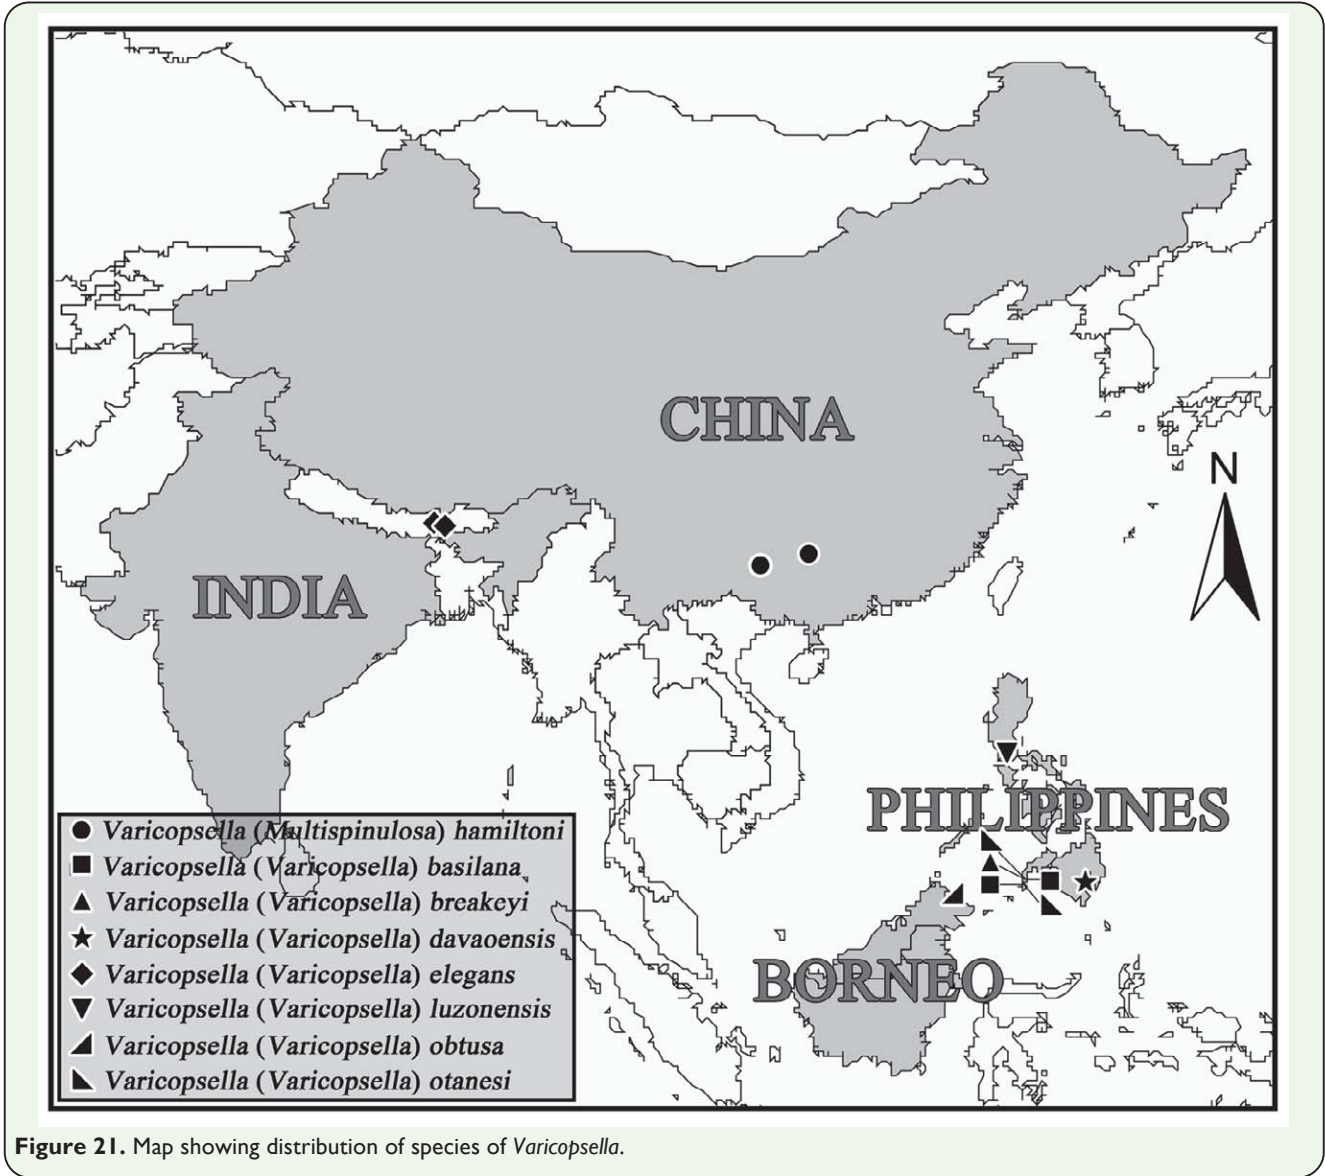 CHINA
N
INDIA
PHILIPPINES
BORNEO
Varicopsella (Multispinulosa) hamiltoni
Varicopsella (Varicopsella) basilana
Varicopsella (Varicopsella) breakeyi
Varicopsella (Varicopsella) davaoensis
Varicopsella (Varicopsella) elegans
Varicopsella (Varicopsella) luzonensis
Varicopsella (Varicopsella) obtusa
Varicopsella (Varicopsella) otanesi
Figure 21. Map showing distribution of species of Varicopsella.